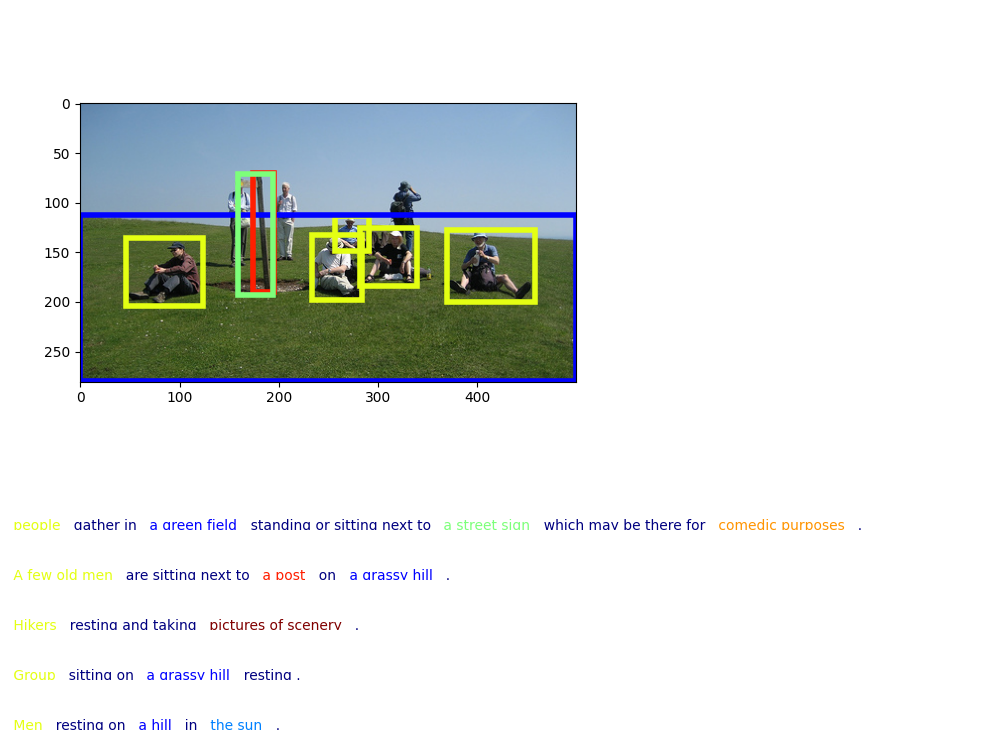 0
50
100
150
200
250
0 100 200 300 400
people gather in a green field standing or sitting next to a street sign which may be there for comedic purposes .
A few old men are sitting next to a post on a grassy hill .
Hikers resting and taking pictures of scenery .
Group sitting on a grassy hill resting .
Men resting on a hill in the sun .